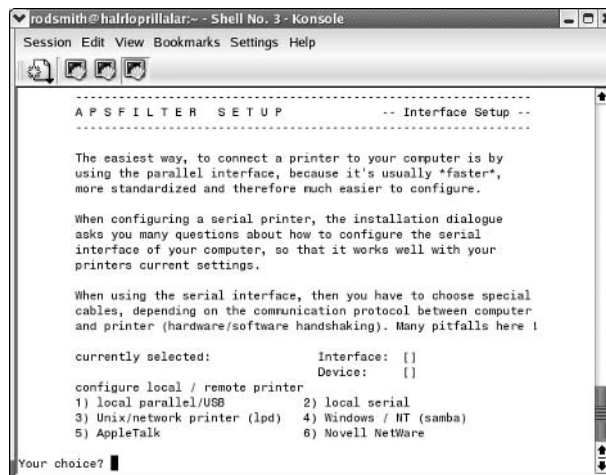 rodsmith@halrloprillalar:~ - Shell No. 3 - Konsole
Session Edit View Bookmarks Settings Help
-----------------------------------------------------------------
A P S F I L T E R   S E T U P   -- Interface Setup --
-----------------------------------------------------------------
The easiest way, to connect a printer to your computer is by
using the parallel interface, because it's usually *faster*,
more standardized and therefore much easier to configure.
When configuring a serial printer, the installation dialogue
asks you many questions about how to configure the serial
interface of your computer, so that it works well with your
printers current settings.
When using the serial interface, then you have to choose special
cables, depending on the communication protocol between computer
and printer (hardware/software handshaking). Many pitfalls here !
currently selected:   Interface: []
Device: []
configure local / remote printer
1) local parallel/USB   2) local serial
3) Unix/network printer (lpd)   4) Windows / NT (samba)
5) AppleTalk   6) Novell NetWare
Your choice?